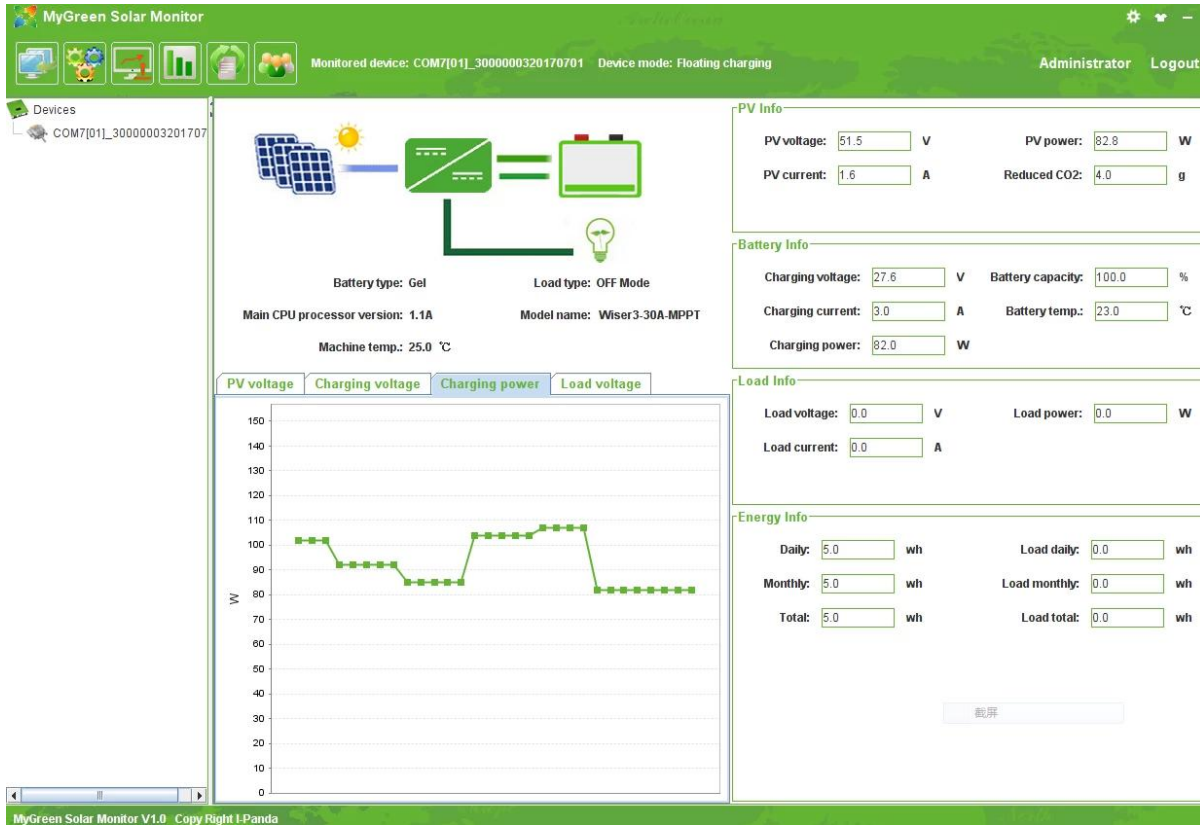 MyGreen Solar Monitor
Monitored device: COM7[01]_3000000320170701 Device mode: Floating charging
Administrator Logout
Devices
COM7[01]_30000003201707
Battery type: Gel Load type: OFF Mode
Main CPU processor version: 1.1A Model name: Wiser3-30A-MPPT
Machine temp.: 25.0 ℃
PV voltage Charging voltage Charging power Load voltage
150
140
130
120
110
100
90
80
70
60
50
40
30
20
10
0
W
PV Info
PV voltage: 51.5 V PV power: 82.8 W
PV current: 1.6 A Reduced CO2: 4.0 g
Battery Info
Charging voltage: 27.6 V Battery capacity: 100.0 %
Charging current: 3.0 A Battery temp.: 23.0 ℃
Charging power: 82.0 W
Load Info
Load voltage: 0.0 V Load power: 0.0 W
Load current: 0.0 A
Energy Info
Daily: 5.0 wh Load daily: 0.0 wh
Monthly: 5.0 wh Load monthly: 0.0 wh
Total: 5.0 wh Load total: 0.0 wh
截屏
MyGreen Solar Monitor V1.0 Copy Right I-Panda